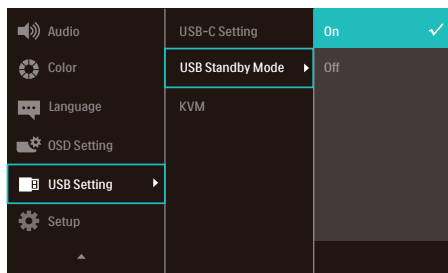 Audio
Color
Language
OSD Setting
USB Setting
Setup
USB-C Setting
USB Standby Mode
KVM
On
Off